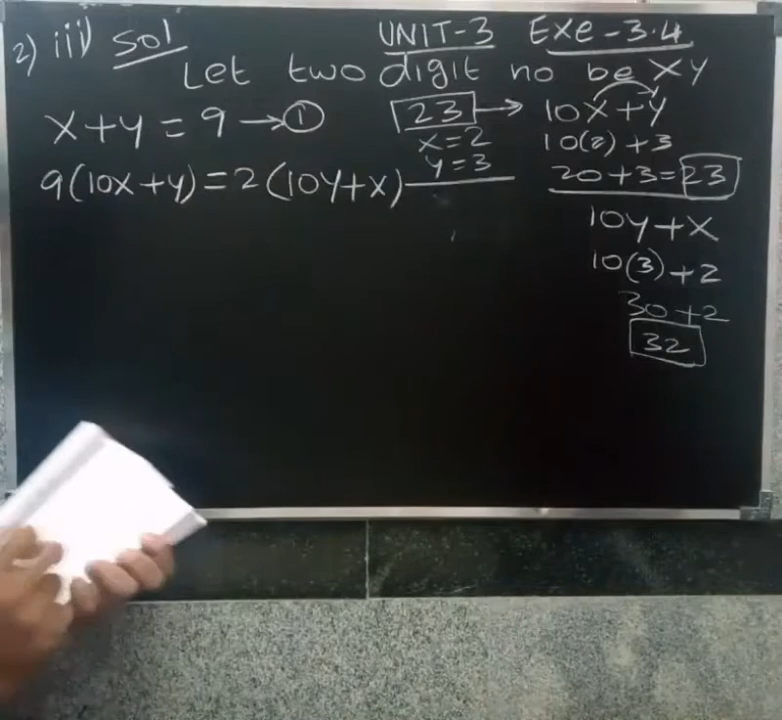 UNIT-3 Exe-3.4
2) iii) Sol
Let two digit no be XY
X+Y=9→①
23 → 10X+Y
x=2
y=3
10(2)+3
20+3=23
9(10X+y)=2(10Y+x)
10y+x
10(3)+2
30+2
32